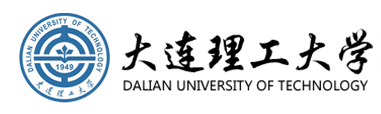 DALIAN UNIVERSITY OF TECHNOLOGY
1949
大连理工大学
大连理工大学
DALIAN UNIVERSITY OF TECHNOLOGY